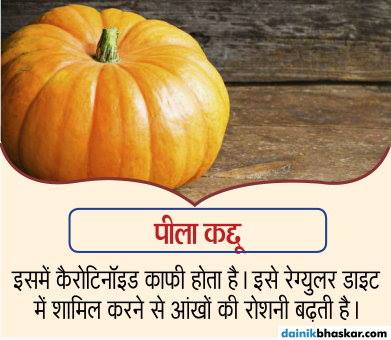 पीला कद्दू
इसमें कैरोटिनॉइड काफी होता है। इसे रेग्युलर डाइट
में शामिल करने से आंखों की रोशनी बढ़ती है।
dainikbhaskar.com